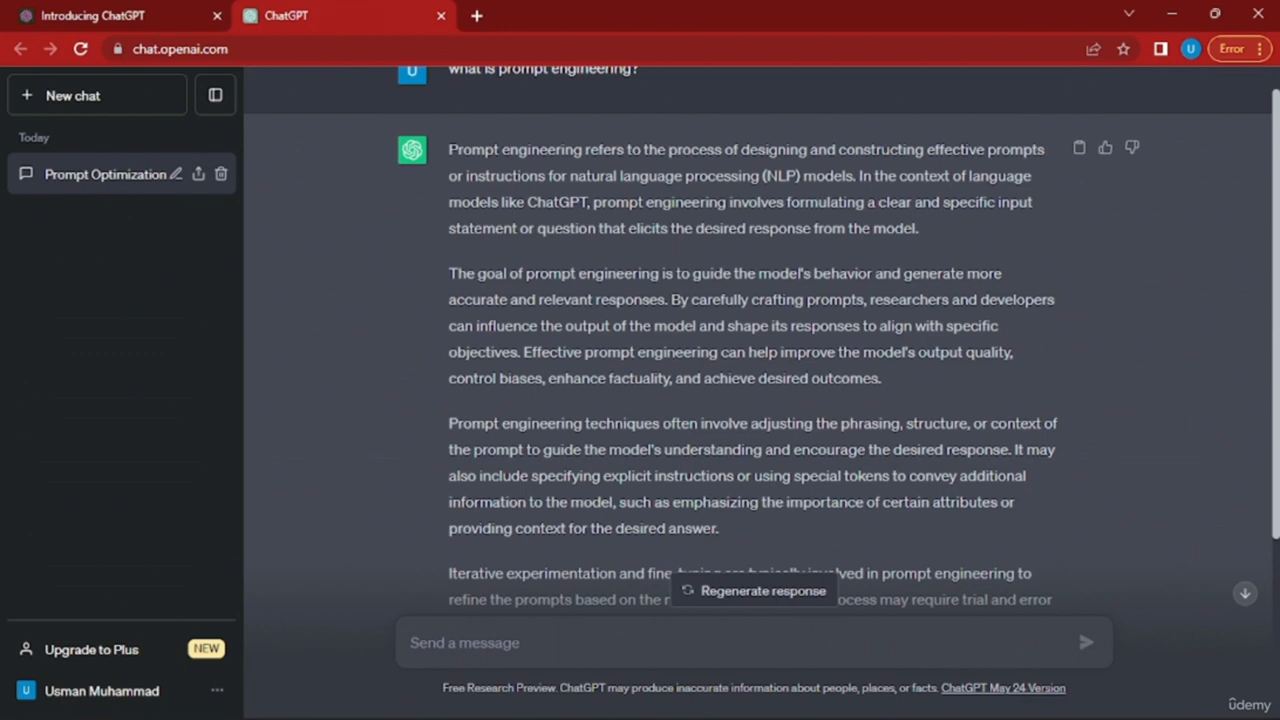 Introducing ChatGPT
ChatGPT
chat.openai.com
U
Error
New chat
Today
Prompt Optimization
U
what is prompt engineering?
Prompt engineering refers to the process of designing and constructing effective prompts
or instructions for natural language processing (NLP) models. In the context of language
models like ChatGPT, prompt engineering involves formulating a clear and specific input
statement or question that elicits the desired response from the model.
The goal of prompt engineering is to guide the model's behavior and generate more
accurate and relevant responses. By carefully crafting prompts, researchers and developers
can influence the output of the model and shape its responses to align with specific
objectives. Effective prompt engineering can help improve the model's output quality,
control biases, enhance factuality, and achieve desired outcomes.
Prompt engineering techniques often involve adjusting the phrasing, structure, or context of
the prompt to guide the model's understanding and encourage the desired response. It may
also include specifying explicit instructions or using special tokens to convey additional
information to the model, such as emphasizing the importance of certain attributes or
providing context for the desired answer.
Iterative experimentation and fine-tuning are typically involved in prompt engineering to
refine the prompts based on the may require trial and error
Regenerate response
Send a message
Free Research Preview. ChatGPT may produce inaccurate information about people, places, or facts. ChatGPT May 24 Version
Upgrade to Plus NEW
U Usman Muhammad
ûdemy